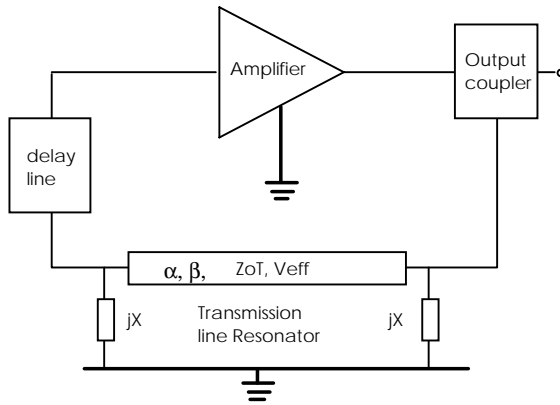 Amplifier
Output
coupler
delay
line
α, β, ZoT, Veff
jX
Transmission
line Resonator
jX